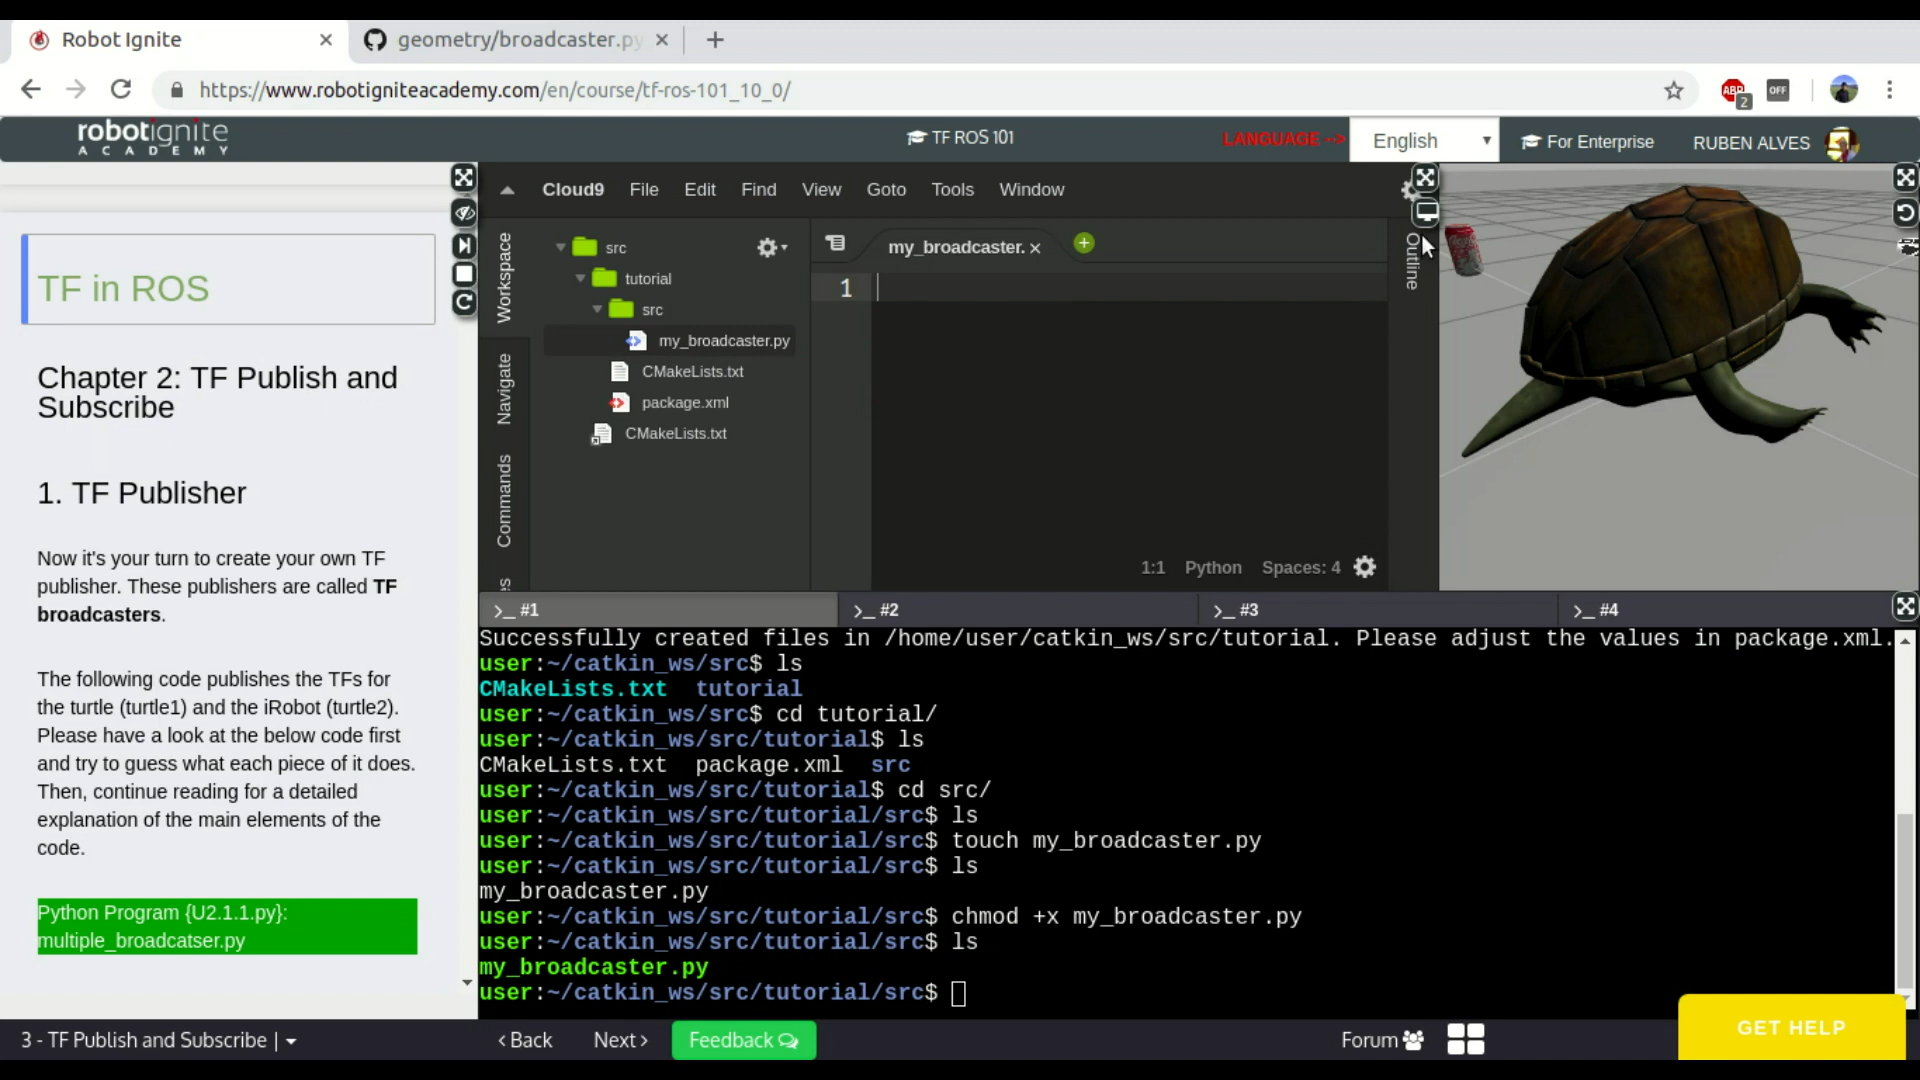 Robot Ignite
geometry/broadcaster.py
https://www.robotigniteacademy.com/en/course/tf-ros-101_10_0/
ABP
2
OFF
robotignite
ACADEMY
TF ROS 101
LANGUAGE -->
English
For Enterprise
RUBEN ALVES
TF in ROS
Chapter 2: TF Publish and
Subscribe
1. TF Publisher
Now it's your turn to create your own TF
publisher. These publishers are called TF
broadcasters.
The following code publishes the TFs for
the turtle (turtle1) and the iRobot (turtle2).
Please have a look at the below code first
and try to guess what each piece of it does.
Then, continue reading for a detailed
explanation of the main elements of the
code.
Python Program {U2.1.1.py}:
multiple_broadcatser.py
Cloud9 File Edit Find View Goto Tools Window
Workspace
Navigate
Commands
src
tutorial
src
my_broadcaster.py
CMakeLists.txt
package.xml
CMakeLists.txt
my_broadcaster.
1
Outline
1:1 Python Spaces: 4
>_ #1
>_ #2
>_ #3
>_ #4
Successfully created files in /home/user/catkin_ws/src/tutorial. Please adjust the values in package.xml.
user:~/catkin_ws/src$ ls
CMakeLists.txt tutorial
user:~/catkin_ws/src$ cd tutorial/
user:~/catkin_ws/src/tutorial$ ls
CMakeLists.txt package.xml src
user:~/catkin_ws/src/tutorial$ cd src/
user:~/catkin_ws/src/tutorial/src$ ls
user:~/catkin_ws/src/tutorial/src$ touch my_broadcaster.py
user:~/catkin_ws/src/tutorial/src$ ls
my_broadcaster.py
user:~/catkin_ws/src/tutorial/src$ chmod +x my_broadcaster.py
user:~/catkin_ws/src/tutorial/src$ ls
my_broadcaster.py
user:~/catkin_ws/src/tutorial/src$
3 - TF Publish and Subscribe |
< Back
Next >
Feedback
Forum
GET HELP